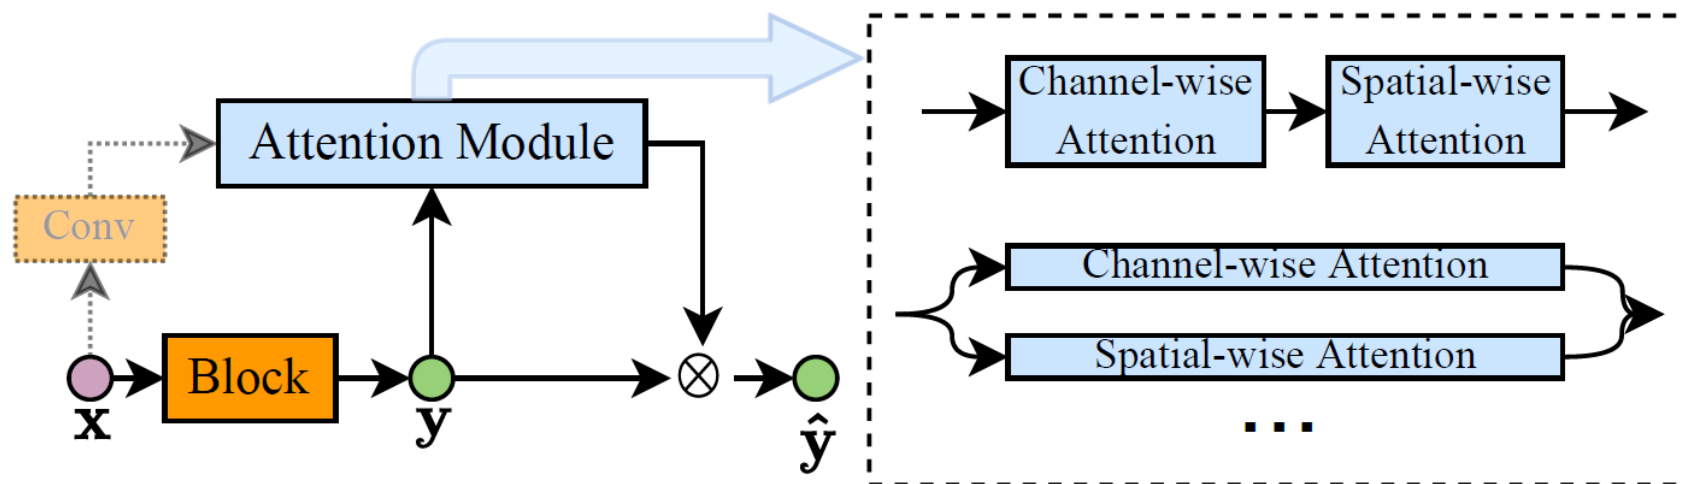 Attention Module
Conv
Block
x
y
ŷ
Channel-wise
Attention
Spatial-wise
Attention
Channel-wise Attention
Spatial-wise Attention
...